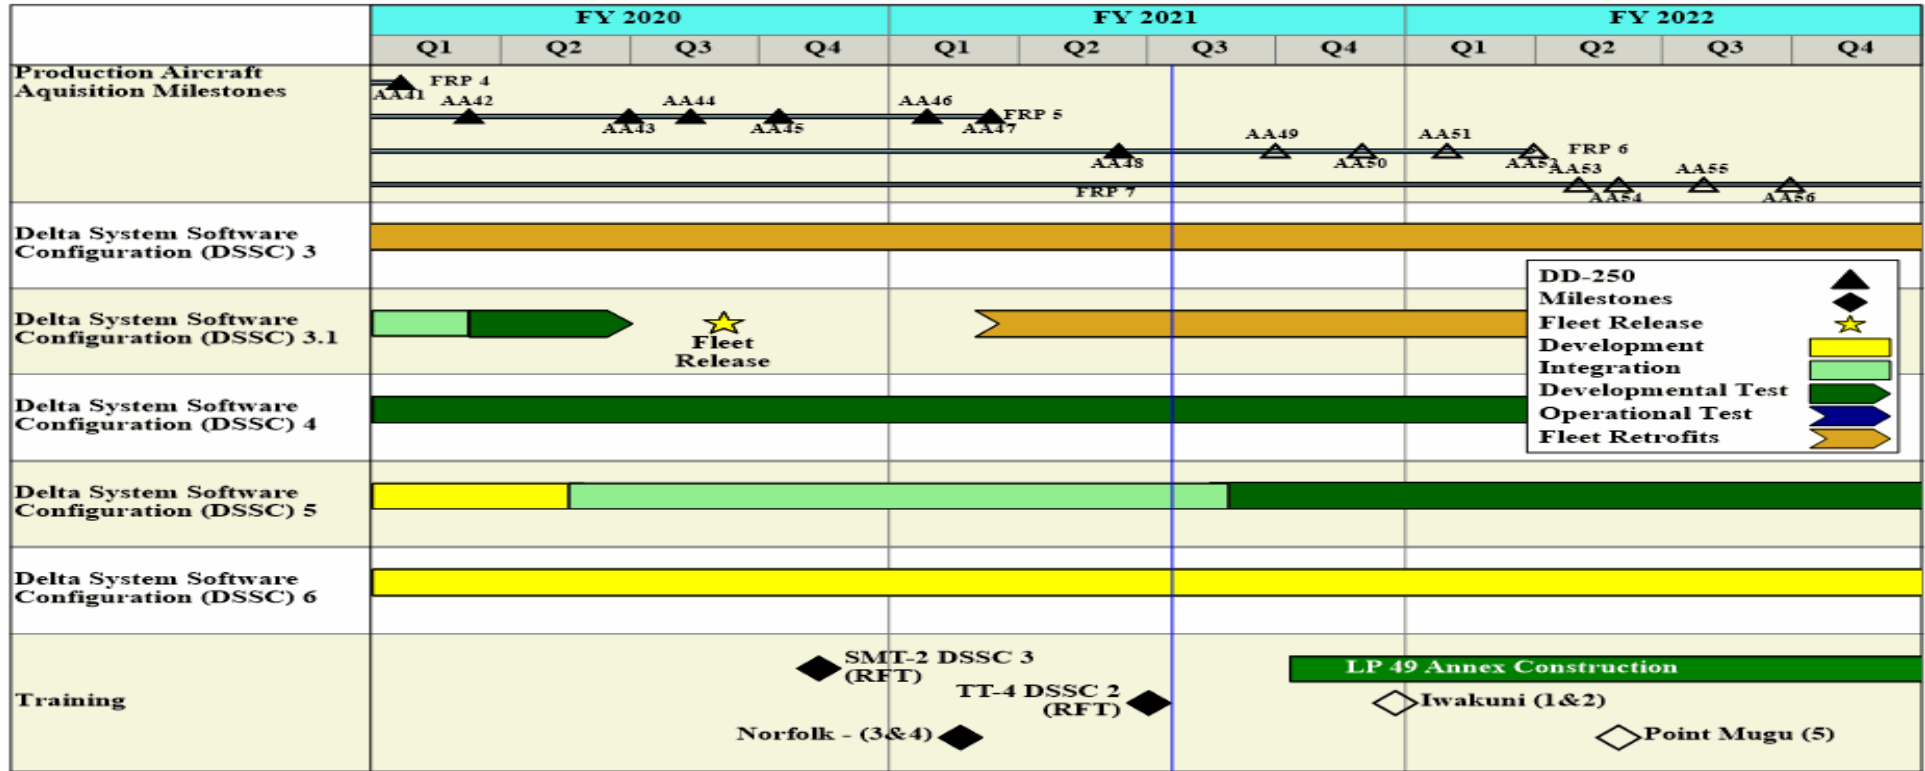 FY 2020 FY 2021 FY 2022
Q1 Q2 Q3 Q4 Q1 Q2 Q3 Q4 Q1 Q2 Q3 Q4
Production Aircraft
Aquisition Milestones
FRP 4
AA41
AA42 AA44 AA46
FRP 5
AA43 AA45 AA47
AA49 AA51
FRP 6
AA48 AA50 AA52
AA53 AA55
FRP 7
AA54 AA56
Delta System Software
Configuration (DSSC) 3
Delta System Software
Configuration (DSSC) 3.1
Fleet
Release
DD-250
Milestones
Fleet Release
Development
Integration
Developmental Test
Operational Test
Fleet Retrofits
Delta System Software
Configuration (DSSC) 4
Delta System Software
Configuration (DSSC) 5
Delta System Software
Configuration (DSSC) 6
Training
SMT-2 DSSC 3
(RFT)
LP 49 Annex Construction
TT-4 DSSC 2
(RFT)
Iwakuni (1&2)
Norfolk - (3&4)
Point Mugu (5)